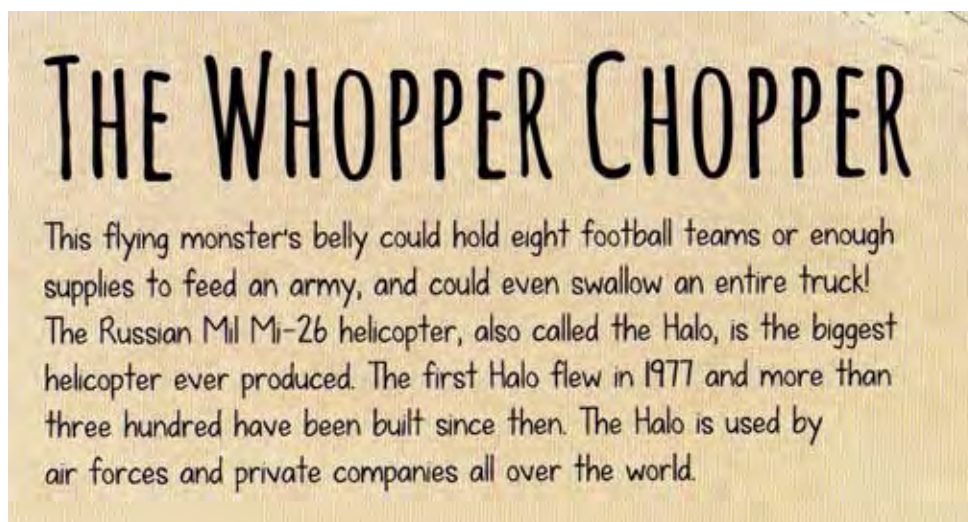 The Whopper Chopper
This flying monster's belly could hold eight football teams or enough
supplies to feed an army, and could even swallow an entire truck!
The Russian Mil Mi-26 helicopter, also called the Halo, is the biggest
helicopter ever produced. The first Halo flew in 1977 and more than
three hundred have been built since then. The Halo is used by
air forces and private companies all over the world.